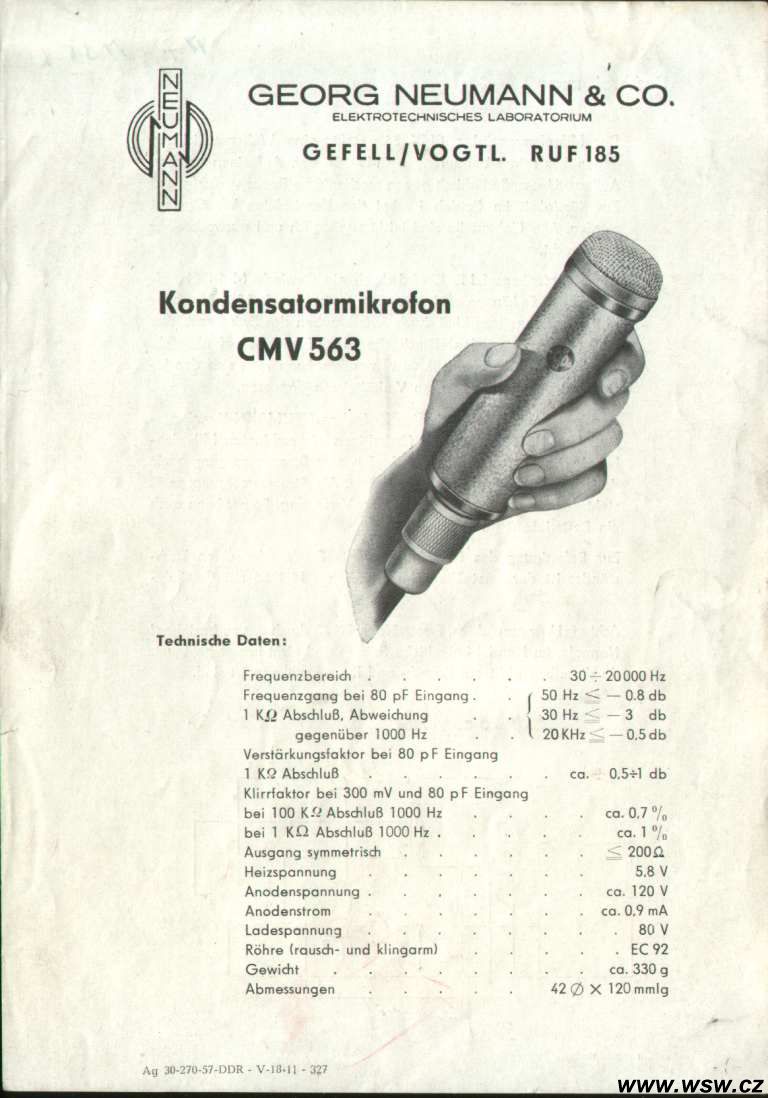 NEUMANN
GEORG NEUMANN & CO.
ELEKTROTECHNISCHES LABORATORIUM
GEFELL/VOGTL. RUF 185
Kondensatormikrofon
CMV 563
Technische Daten:
Frequenzbereich . . . . . . 30 ÷ 20000 Hz
Frequenzgang bei 80 pF Eingang . . 50 Hz ≦ — 0.8 db
1 KΩ Abschluß, Abweichung . . 30 Hz ≦ — 3 db
gegenüber 1000 Hz . . 20 KHz ≦ — 0,5 db
Verstärkungsfaktor bei 80 pF Eingang
1 KΩ Abschluß . . . . . . ca. ÷ 0,5÷1 db
Klirrfaktor bei 300 mV und 80 pF Eingang
bei 100 KΩ Abschluß 1000 Hz . . . . ca. 0,7 %
bei 1 KΩ Abschluß 1000 Hz . . . . . ca. 1 %
Ausgang symmetrisch . . . . . . ≦ 200Ω
Heizspannung . . . . . . . 5,8 V
Anodenspannung . . . . . . . ca. 120 V
Anodenstrom . . . . . . ca. 0,9 mA
Ladespannung . . . . . . . 80 V
Röhre (rausch- und klingarm) . . . . . EC 92
Gewicht . . . . . . . ca. 330 g
Abmessungen . . . . 42 ∅ × 120 mmlg
Ag 30-270-57-DDR - V-18-11 - 327
www.wsw.cz